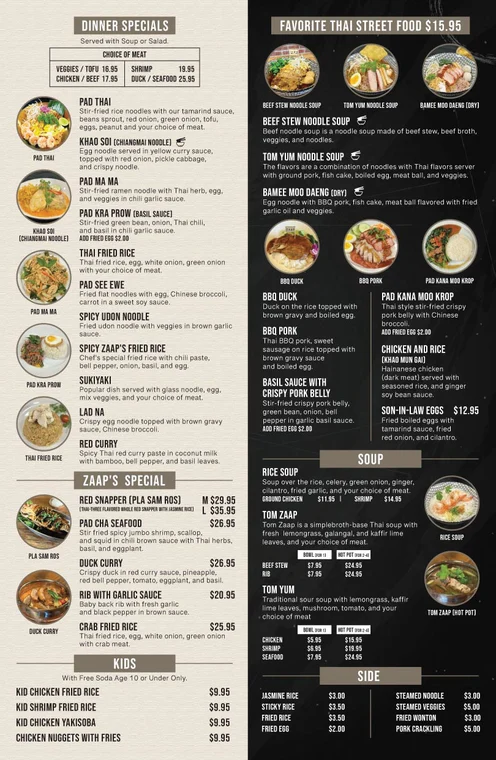 DINNER SPECIALS
Served with Soup or Salad.
CHOICE OF MEAT
VEGGIES / TOFU 16.95
CHICKEN / BEEF 17.95
SHRIMP 19.95
DUCK / SEAFOOD 25.95
PAD THAI
Stir-fried rice noodles with our tamarind sauce,
beans sprout, red onion, green onion, tofu,
eggs, peanut and your choice of meat.
PAD THAI
KHAO SOI (CHIANGMAI NOODLE)
Egg noodle served in yellow curry sauce,
topped with red onion, pickle cabbage,
and crispy noodle.
PAD MA MA
Stir-fried ramen noodle with Thai herb, egg,
and veggies in chili garlic sauce.
KHAO SOI
(CHIANGMAI NOODLE)
PAD KRA PROW (BASIL SAUCE)
Stir-fried green bean, onion, Thai chili,
and basil in chili garlic sauce.
ADD FRIED EGG $2.00
THAI FRIED RICE
Thai fried rice, egg, white onion, green onion
with your choice of meat.
PAD MA MA
PAD SEE EWE
Fried flat noodles with egg, Chinese broccoli,
carrot in a sweet soy sauce.
SPICY UDON NOODLE
Fried udon noodle with veggies in brown garlic
sauce.
PAD KRA PROW
SPICY ZAAP'S FRIED RICE
Chef's special fried rice with chili paste,
bell pepper, onion, basil, and egg.
SUKIYAKI
Popular dish served with glass noodle, egg,
mix veggies, and your choice of meat.
LAD NA
Crispy egg noodle topped with brown gravy
sauce, Chinese broccoli.
THAI FRIED RICE
RED CURRY
Spicy Thai red curry paste in coconut milk
with bamboo, bell pepper, and basil leaves.
ZAAP'S SPECIAL
RED SNAPPER (PLA SAM ROS) M $29.95
(THAI-THREE FLAVORED WHOLE RED SNAPPER WITH JASMINE RICE) L $35.95
PAD CHA SEAFOOD $26.95
Stir fried spicy jumbo shrimp, scallop,
and squid in chili brown sauce with Thai herbs,
basil, and eggplant.
PLA SAM ROS
DUCK CURRY $26.95
Crispy duck in red curry sauce, pineapple,
red bell pepper, tomato, eggplant, and basil.
RIB WITH GARLIC SAUCE $20.95
Baby back rib with fresh garlic
and black pepper in brown sauce.
DUCK CURRY
CRAB FRIED RICE $25.95
Thai fried rice, egg, white onion, green onion
with crab meat.
KIDS
With Free Soda Age 10 or Under Only.
KID CHICKEN FRIED RICE $9.95
KID SHRIMP FRIED RICE $9.95
KID CHICKEN YAKISOBA $9.95
CHICKEN NUGGETS WITH FRIES $9.95
FAVORITE THAI STREET FOOD $15.95
BEEF STEW NOODLE SOUP
TOM YUM NOODLE SOUP
BAMEE MOO DAENG (DRY)
BEEF STEW NOODLE SOUP
Beef noodle soup is a noodle soup made of beef stew, beef broth,
veggies, and noodles.
TOM YUM NOODLE SOUP
The flavors are a combination of noodles with Thai flavors server
with ground pork, fish cake, boiled egg, meat ball, and veggies.
BAMEE MOO DAENG (DRY)
Egg noodle with BBQ pork, fish cake, meat ball flavored with fried
garlic oil and veggies.
BBQ DUCK
BBQ PORK
PAD KANA MOO KROP
BBQ DUCK
Duck on the rice topped with
brown gravy and boiled egg.
BBQ PORK
Thai BBQ pork, sweet
sausage on rice topped with
brown gravy sauce
and boiled egg.
BASIL SAUCE WITH
CRISPY PORK BELLY
Stir-fried crispy pork belly,
green bean, onion, bell
pepper in garlic basil sauce.
ADD FRIED EGG $2.00
PAD KANA MOO KROP
Thai style stir-fried crispy
pork belly with Chinese
broccoli.
ADD FRIED EGG $2.00
CHICKEN AND RICE
(KHAO MUN GAI)
Hainanese chicken
(dark meat) served with
seasoned rice, and ginger
soy bean sauce.
SON-IN-LAW EGGS $12.95
Fried boiled eggs with
tamarind sauce, fried
red onion, and cilantro.
SOUP
RICE SOUP
Soup over the rice, celery, green onion, ginger,
cilantro, fried garlic, and your choice of meat.
GROUND CHICKEN $11.95 | SHRIMP $14.95
TOM ZAAP
Tom Zaap is a simplebroth-base Thai soup with
fresh lemongrass, galangal, and kaffir lime
leaves, and your choice of meat.
RICE SOUP
BOWL (FOR 1) HOT POT (FOR 2-4)
BEEF STEW $7.95 $24.95
RIB $7.95 $24.95
TOM YUM
Traditional sour soup with lemongrass, kaffir
lime leaves, mushroom, tomato, and your
choice of meat
TOM ZAAP (HOT POT)
BOWL (FOR 1) HOT POT (FOR 2-4)
CHICKEN $5.95 $15.95
SHRIMP $6.95 $19.95
SEAFOOD $7.95 $24.95
SIDE
JASMINE RICE $3.00
STICKY RICE $3.50
FRIED RICE $3.50
FRIED EGG $2.00
STEAMED NOODLE $3.00
STEAMED VEGGIES $5.00
FRIED WONTON $3.00
PORK CRACKLING $5.00